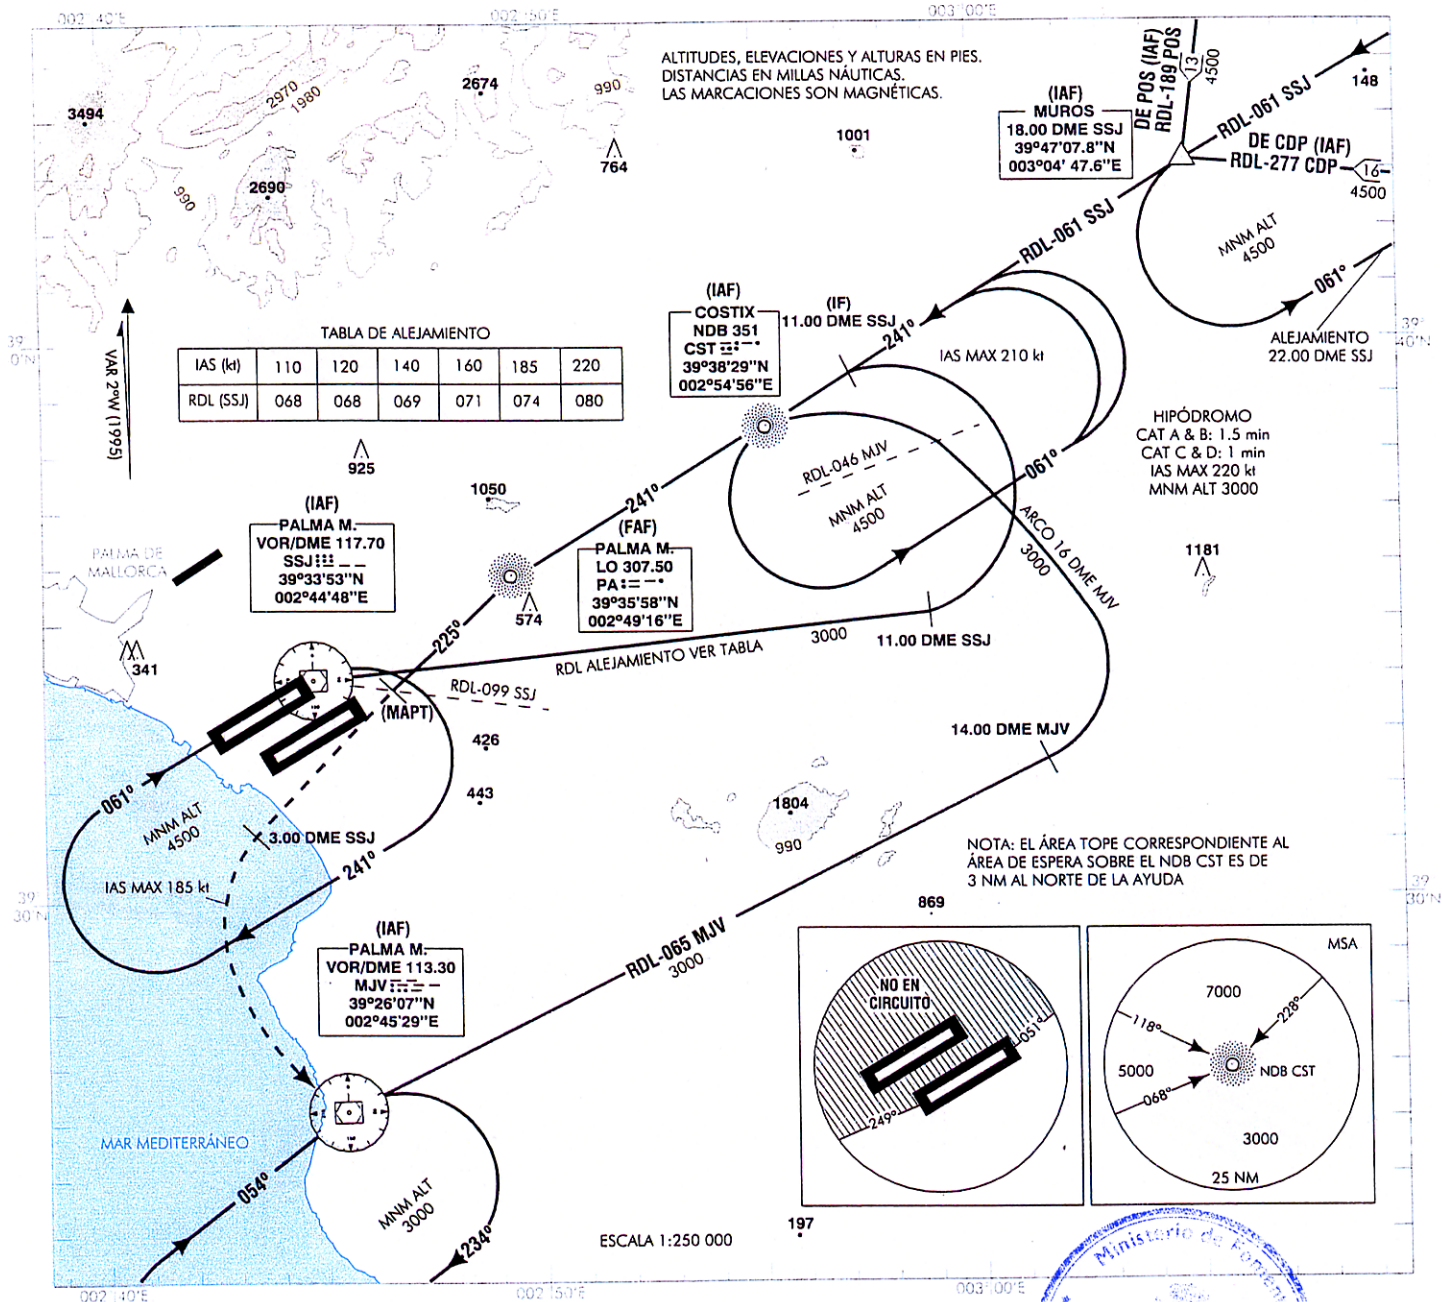 002°40'E
002°50'E
003°00'E
ALTITUDES, ELEVACIONES Y ALTURAS EN PIES.
DISTANCIAS EN MILLAS NÁUTICAS.
LAS MARCACIONES SON MAGNÉTICAS.
3494
2970
1980
2674
990
990
2690
764
1001
148
(IAF)
MUROS
18.00 DME SSJ
39°47'07.8"N
003°04' 47.6"E
DE POS (IAF)
RDL-189 POS
13
4500
RDL-061 SSJ
DE CDP (IAF)
RDL-277 CDP
16
4500
RDL-061 SSJ
MNM ALT
4500
061°
ALEJAMIENTO
22.00 DME SSJ
VAR 2°W (1995)
TABLA DE ALEJAMIENTO
IAS (kt) 110 120 140 160 185 220
RDL (SSJ) 068 068 069 071 074 080
(IAF)
COSTIX
NDB 351
CST
39°38'29"N
002°54'56"E
(IF)
11.00 DME SSJ
241°
IAS MAX 210 kt
HIPÓDROMO
CAT A & B: 1.5 min
CAT C & D: 1 min
IAS MAX 220 kt
MNM ALT 3000
925
1050
RDL-046 MJV
MNM ALT
4500
061°
241°
ARCO 16 DME MJV
3000
1181
PALMA DE
MALLORCA
(IAF)
PALMA M.
VOR/DME 117.70
SSJ
39°33'53"N
002°44'48"E
(FAF)
PALMA M.
LO 307.50
PA
39°35'58"N
002°49'16"E
574
225°
341
RDL ALEJAMIENTO VER TABLA
3000
11.00 DME SSJ
RDL-099 SSJ
(MAPT)
426
443
14.00 DME MJV
061°
MNM ALT
4500
3.00 DME SSJ
241°
IAS MAX 185 kt
1804
990
NOTA: EL ÁREA TOPE CORRESPONDIENTE AL
ÁREA DE ESPERA SOBRE EL NDB CST ES DE
3 NM AL NORTE DE LA AYUDA
869
(IAF)
PALMA M.
VOR/DME 113.30
MJV
39°26'07"N
002°45'29"E
RDL-065 MJV
3000
NO EN
CIRCUITO
051°
249°
MSA
7000
118°
228°
5000
NDB CST
068°
3000
25 NM
MAR MEDITERRÁNEO
054°
MNM ALT
3000
234°
197
ESCALA 1:250 000
Ministerio de Foment
002°40'E
002°50'E
003°00'E